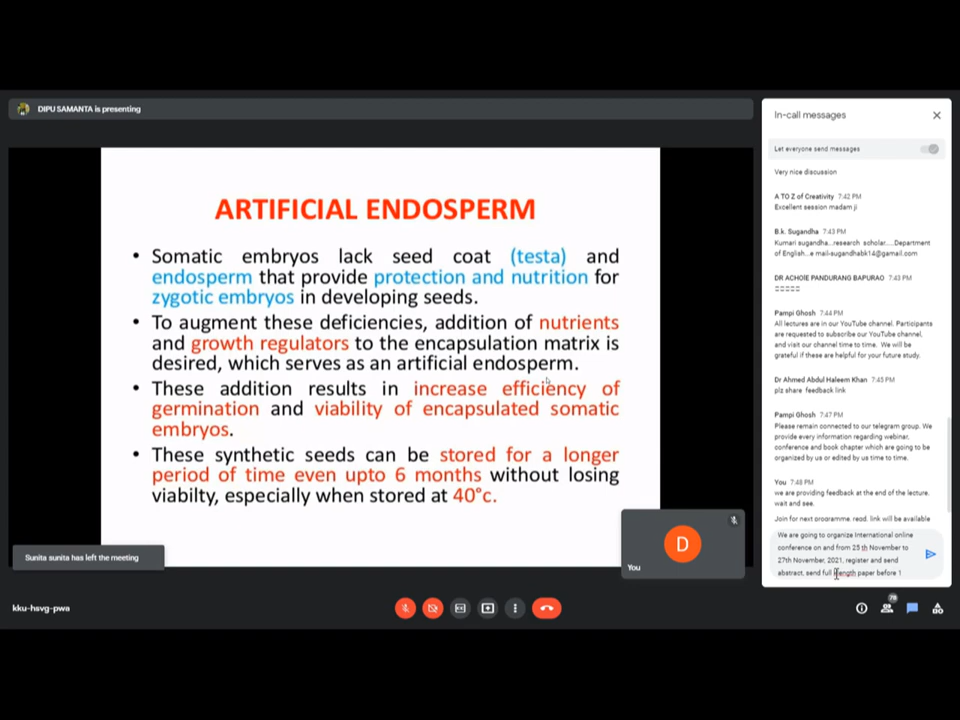 DIPU SAMANTA is presenting
ARTIFICIAL ENDOSPERM
• Somatic embryos lack seed coat (testa) and
endosperm that provide protection and nutrition for
zygotic embryos in developing seeds.
• To augment these deficiencies, addition of nutrients
and growth regulators to the encapsulation matrix is
desired, which serves as an artificial endosperm.
• These addition results in increase efficiency of
germination and viability of encapsulated somatic
embryos.
• These synthetic seeds can be stored for a longer
period of time even upto 6 months without losing
viabilty, especially when stored at 40°c.
Sunita sunita has left the meeting
D
You
kku-hsvg-pwa
In-call messages
Let everyone send messages
Very nice discussion
A TO Z of Creativity 7:42 PM
Excellent session madam ji
B.k. Sugandha 7:43 PM
Kumari sugandha...research scholar.....Department
of English...e mail-sugandhabk14@gamail.com
DR ACHOIE PANDURANG BAPURAO 7:43 PM
Pampi Ghosh 7:44 PM
All lectures are in our YouTube channel. Participants
are requested to subscribe our YouTube channel,
and visit our channel time to time. We will be
grateful if these are helpful for your future study.
Dr Ahmed Abdul Haleem Khan 7:45 PM
plz share feedback link
Pampi Ghosh 7:47 PM
Please remain connected to our telegram group. We
provide every information regarding webinar,
conference and book chapter which are going to be
organized by us or edited by us time to time.
You 7:48 PM
we are providing feedback at the end of the lecture.
wait and see.
Join for next programme. regd. link will be available
We are going to organize International online
conference on and from 25 th November to
27th November, 2021, register and send
abstract, send full length paper before 1
78